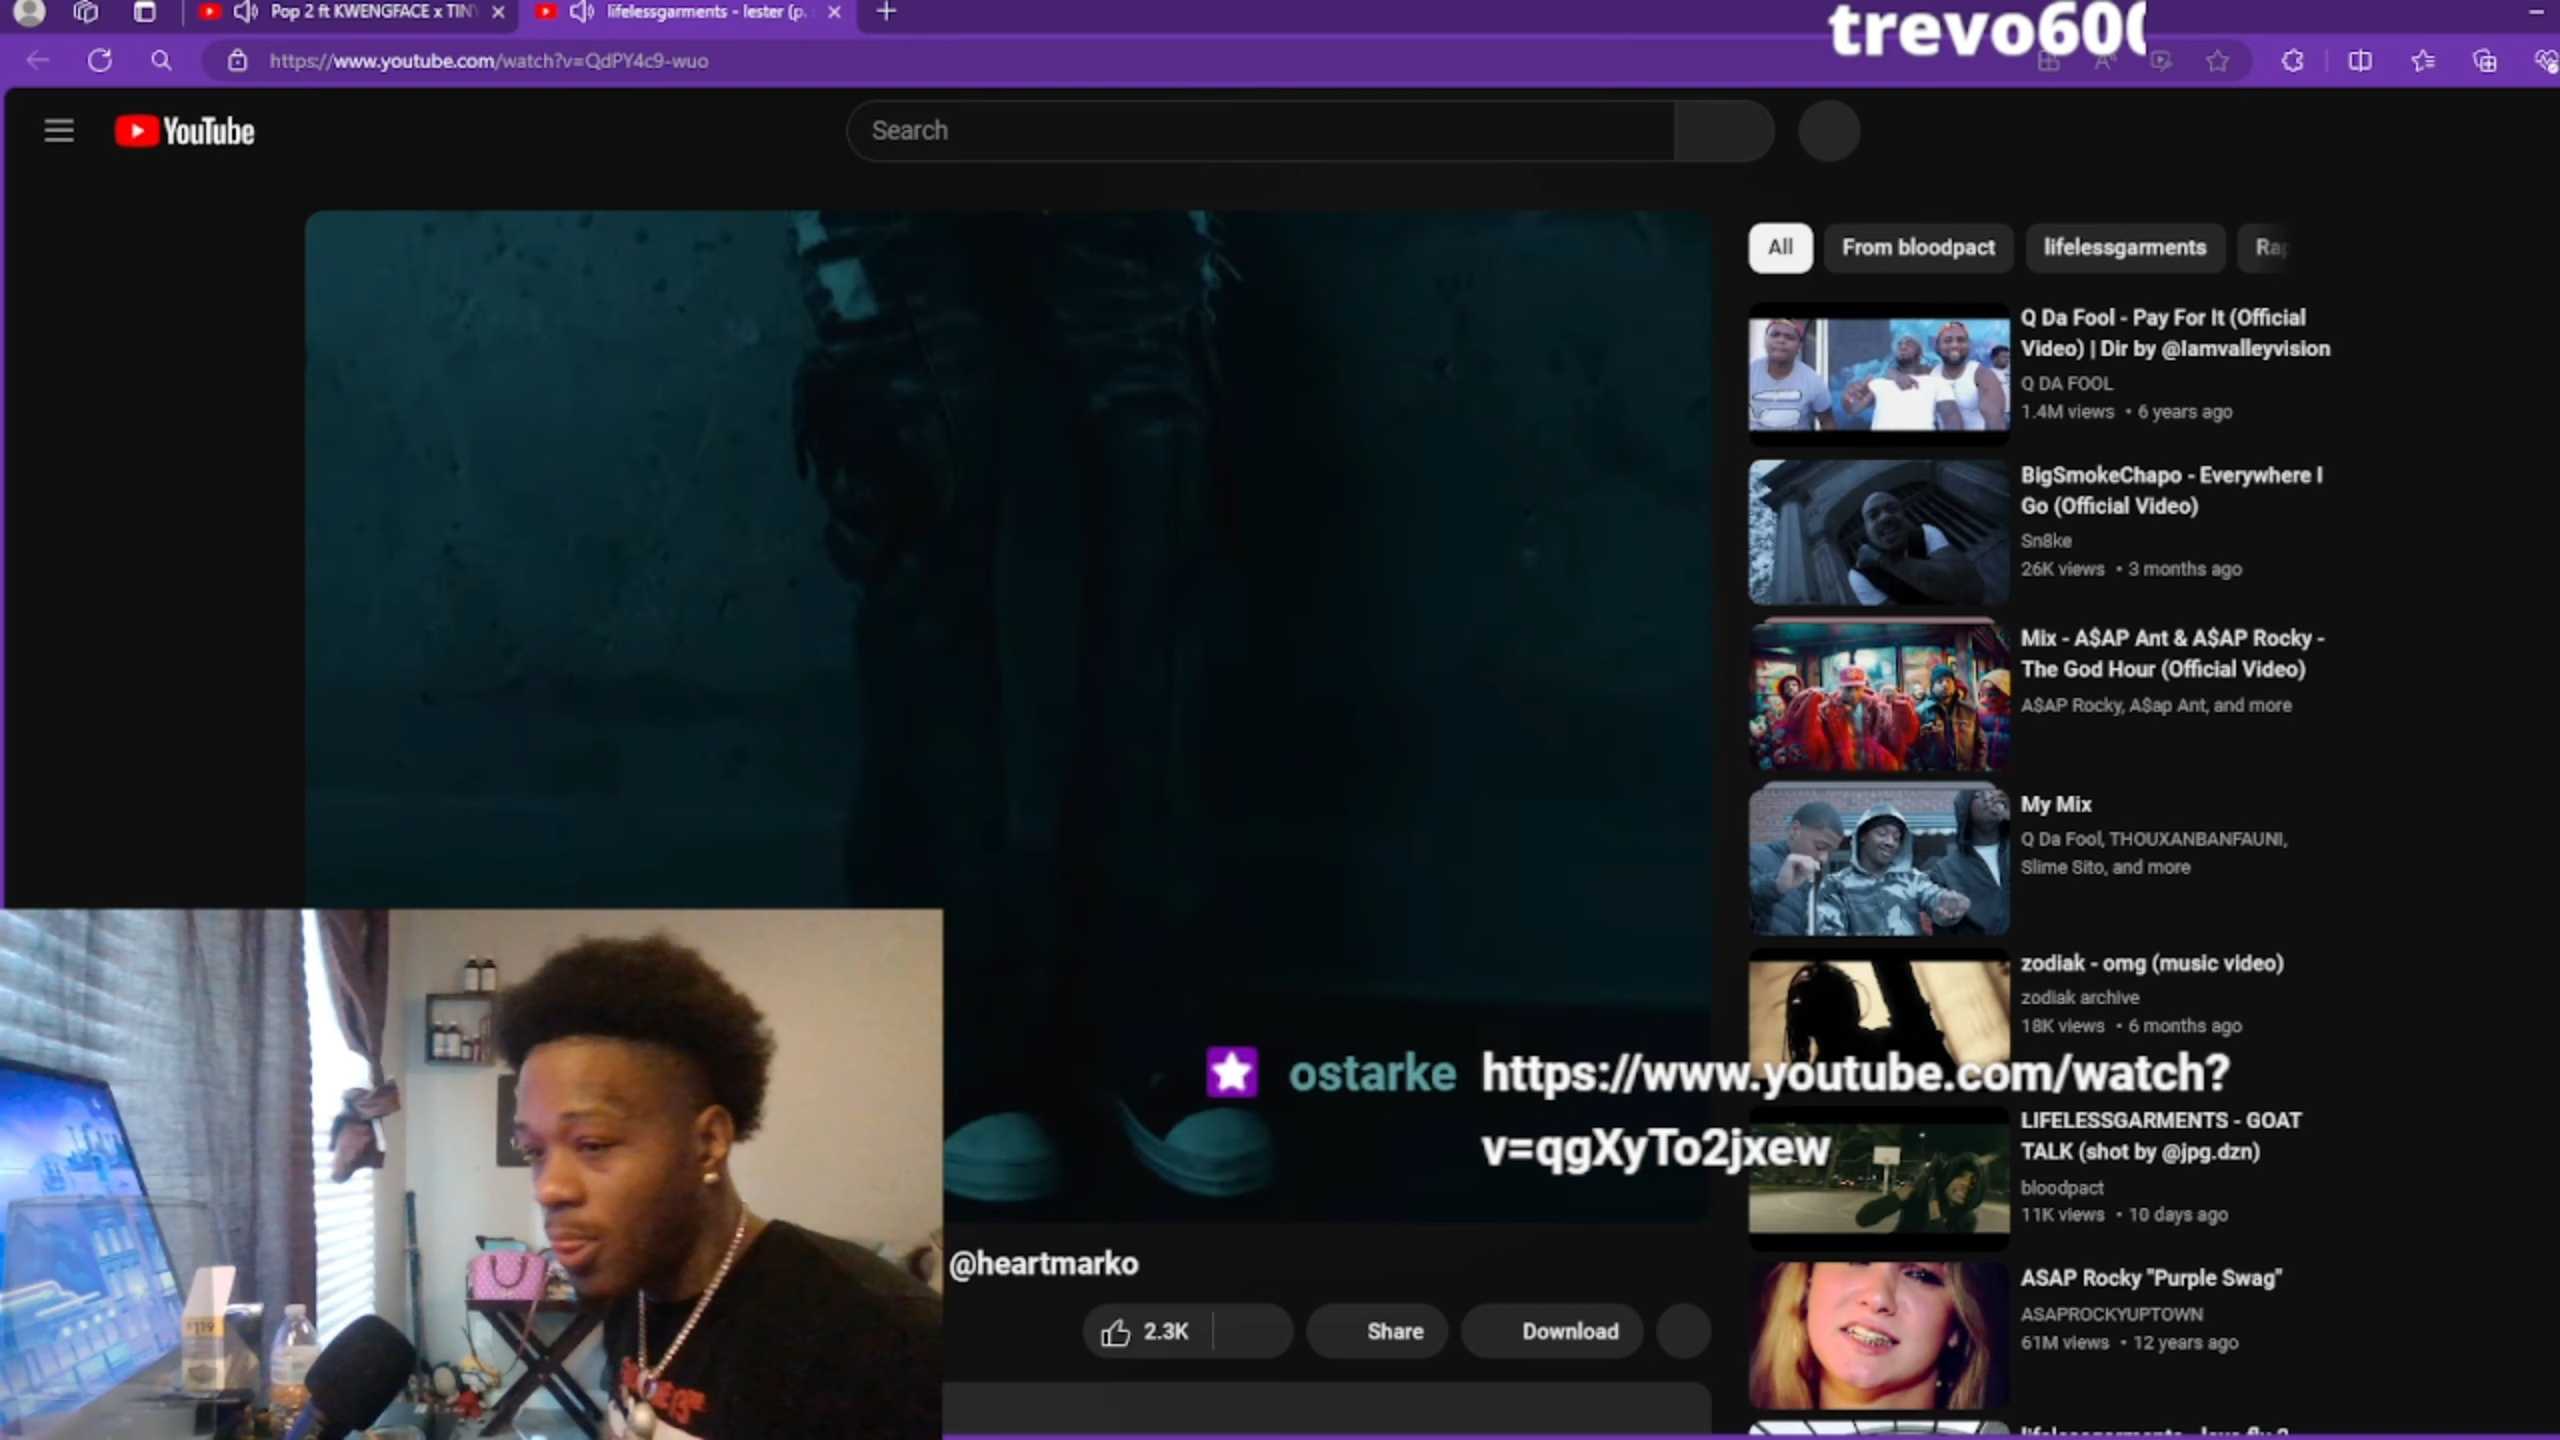 Pop 2 ft KWENGFACE x TIN
lifelessgarments - lester (p.
trevo600
https://www.youtube.com/watch?v=QdPY4c9-wuo
YouTube
Search
All
From bloodpact
lifelessgarments
Rap
Q Da Fool - Pay For It (Official
Video) | Dir by @Iamvalleyvision
Q DA FOOL
1.4M views • 6 years ago
BigSmokeChapo - Everywhere I
Go (Official Video)
Sn8ke
26K views • 3 months ago
Mix - A$AP Ant & A$AP Rocky -
The God Hour (Official Video)
A$AP Rocky, A$ap Ant, and more
My Mix
Q Da Fool, THOUXANBANFAUNI,
Slime Sito, and more
zodiak - omg (music video)
zodiak archive
18K views • 6 months ago
ostarke https://www.youtube.com/watch?
v=qgXyTo2jxew
LIFELESSGARMENTS - GOAT
TALK (shot by @jpg.dzn)
bloodpact
11K views • 10 days ago
@heartmarko
2.3K
Share
Download
ASAP Rocky "Purple Swag"
ASAPROCKYUPTOWN
61M views • 12 years ago